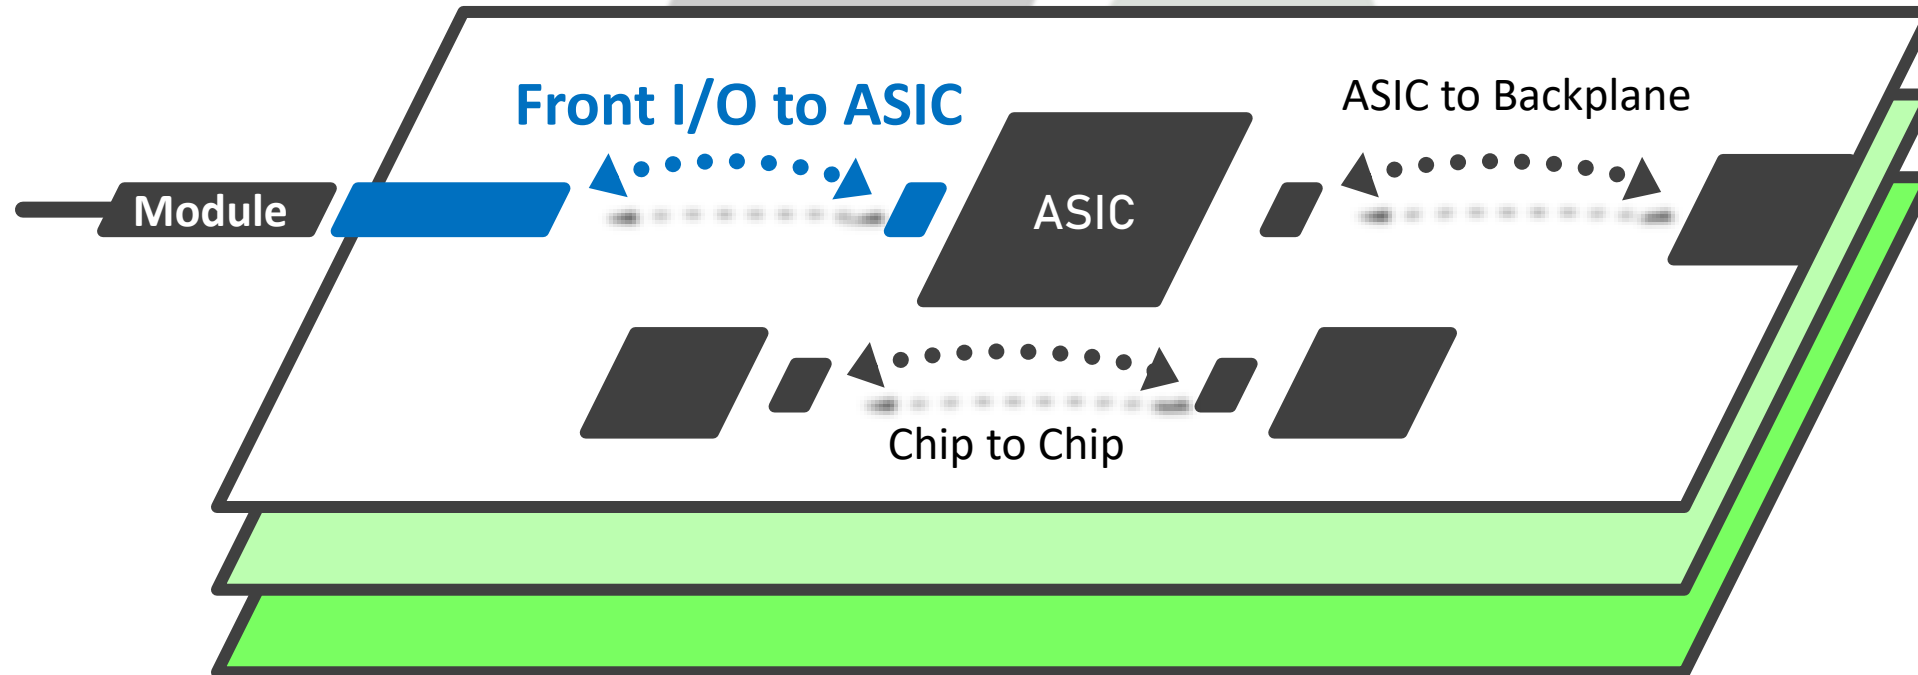 Front I/O to ASIC
ASIC to Backplane
Module
ASIC
Chip to Chip